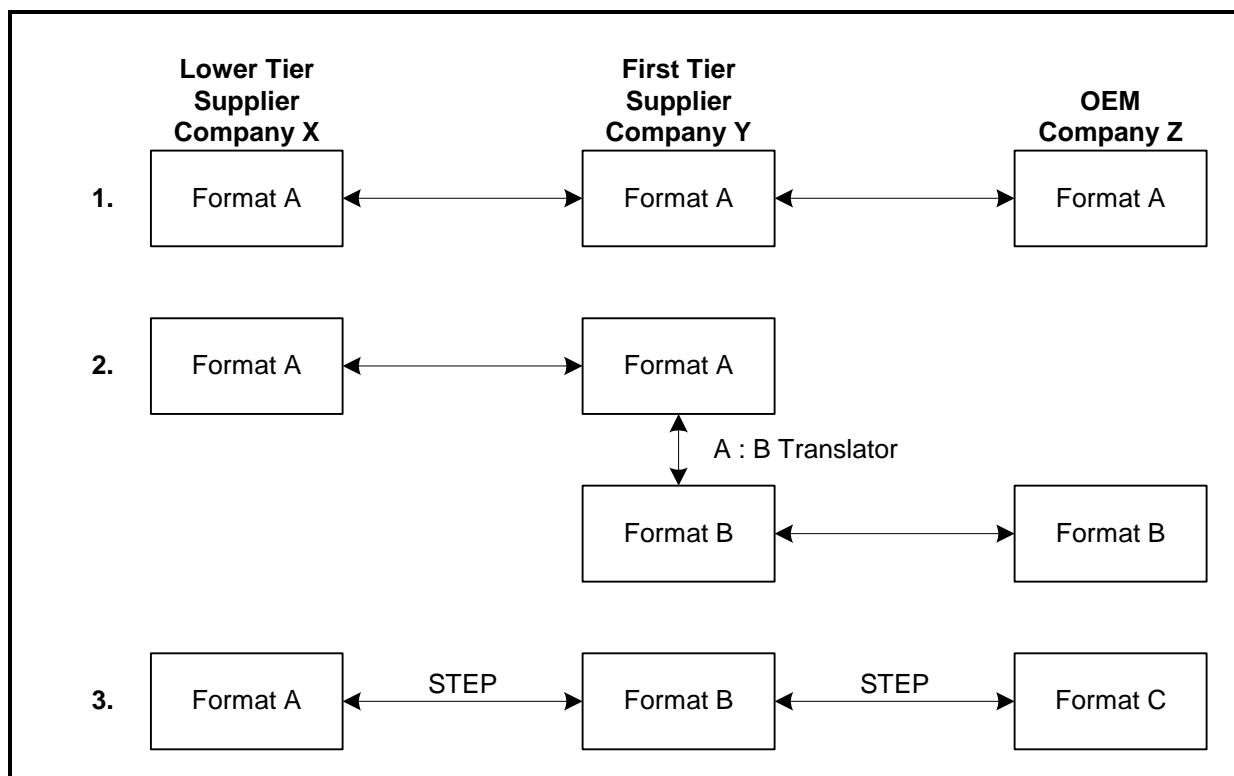 Lower Tier
Supplier
Company X
First Tier
Supplier
Company Y
OEM
Company Z
1.
Format A
Format A
Format A
2.
Format A
Format A
A : B Translator
Format B
Format B
3.
Format A
STEP
Format B
STEP
Format C